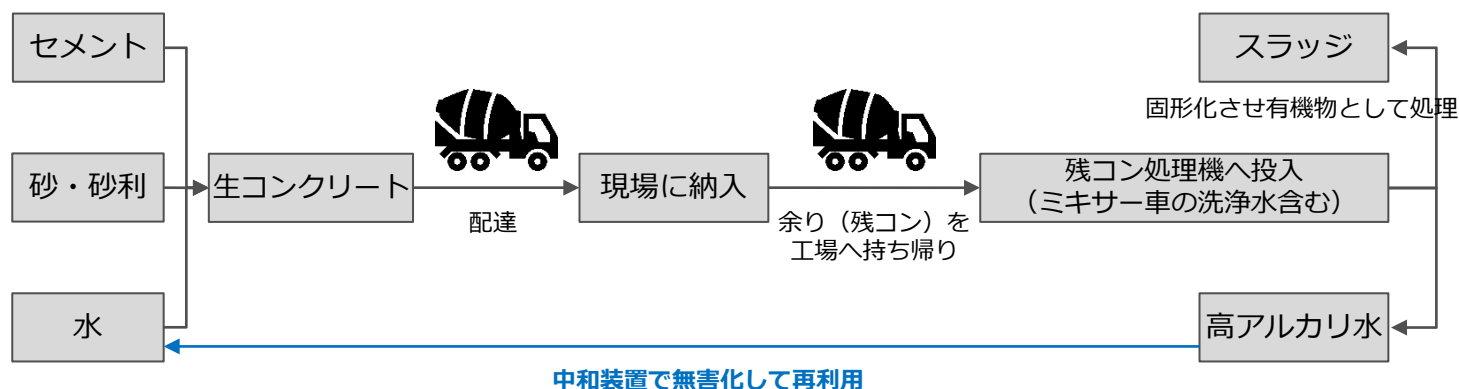 セメント
砂・砂利
水
生コンクリート
配達
現場に納入
余り（残コン）を
工場へ持ち帰り
残コン処理機へ投入
（ミキサー車の洗浄水含む）
スラッジ
固形化させ有機物として処理
高アルカリ水
中和装置で無害化して再利用